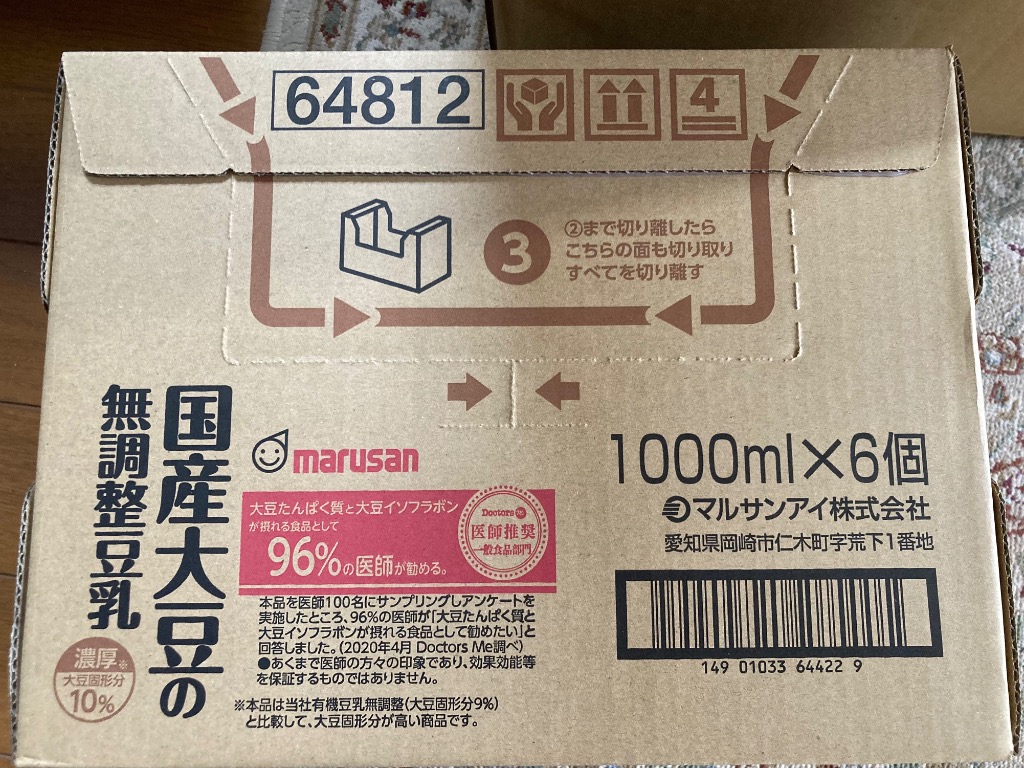 64812
4
3
②まで切り離したら
こちらの面も切り取り
すべてを切り離す
国産大豆の
無調整豆乳
濃厚※
大豆固形分
10%
marusan
大豆たんぱく質と大豆イソフラボン
が摂れる食品として
96%の医師が勧める。
Doctors Me
医師推奨
一般食品部門
本品を医師100名にサンプリングしアンケートを
実施したところ、96%の医師が「大豆たんぱく質と
大豆イソフラボンが摂れる食品として勧めたい」と
回答しました。(2020年4月 Doctors Me調べ)
●あくまで医師の方々の印象であり、効果効能等
を保証するものではありません。
※本品は当社有機豆乳無調整(大豆固形分9%)
と比較して、大豆固形分が高い商品です。
1000ml×6個
マルサンアイ株式会社
愛知県岡崎市仁木町字荒下1番地
149 01033 64422 9